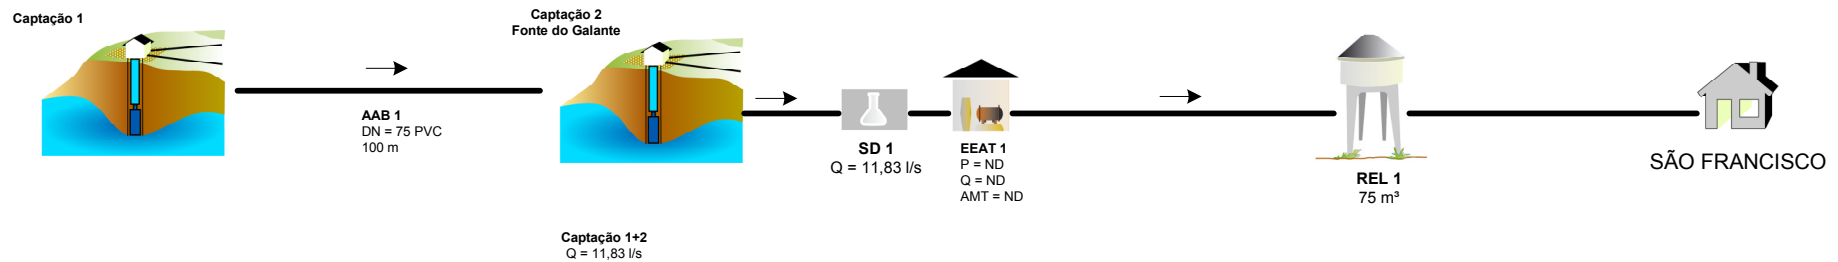 Captação 1
Captação 2
Fonte do Galante
AAB 1
DN = 75 PVC
100 m
SD 1
Q = 11,83 l/s
EEAT 1
P = ND
Q = ND
AMT = ND
REL 1
75 m³
SÃO FRANCISCO
Captação 1+2
Q = 11,83 l/s